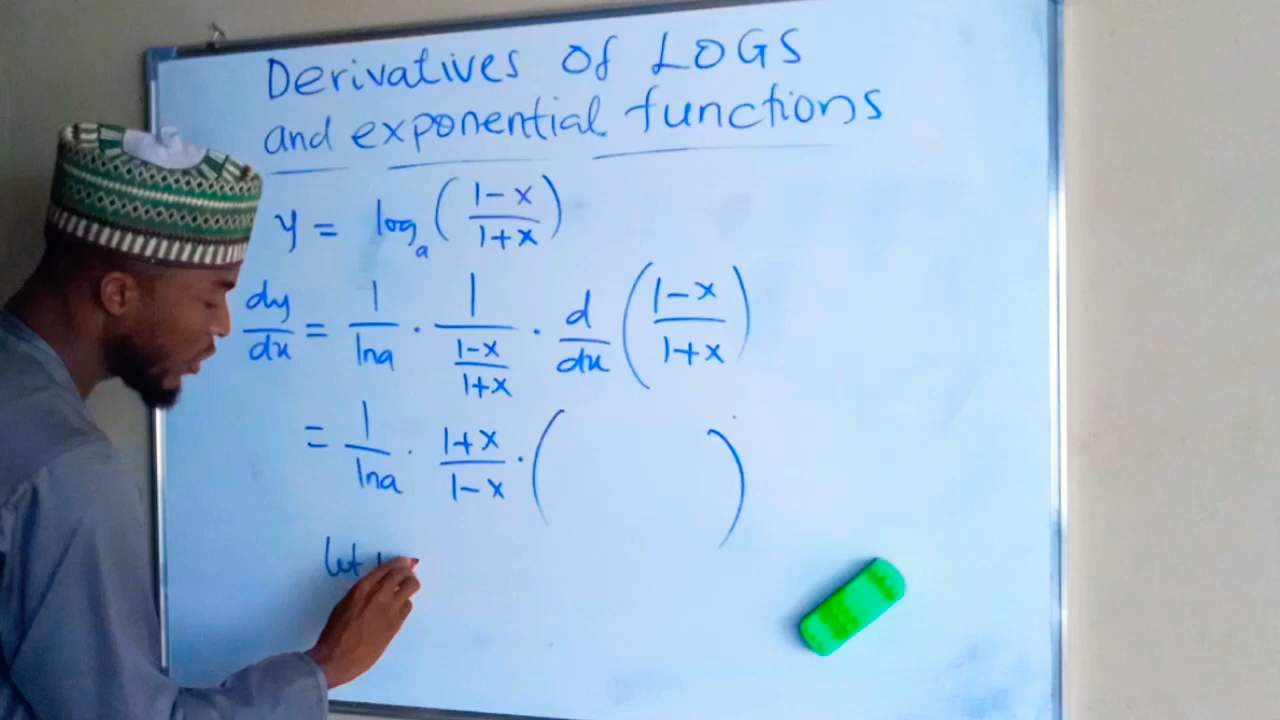 Derivatives of LOGS
and exponential functions
y = log_a ( (1-x)/(1+x) )
dy/dx = 1/lna · 1/((1-x)/(1+x)) · d/dx ( (1-x)/(1+x) )
= 1/lna · (1+x)/(1-x) · ( )
let